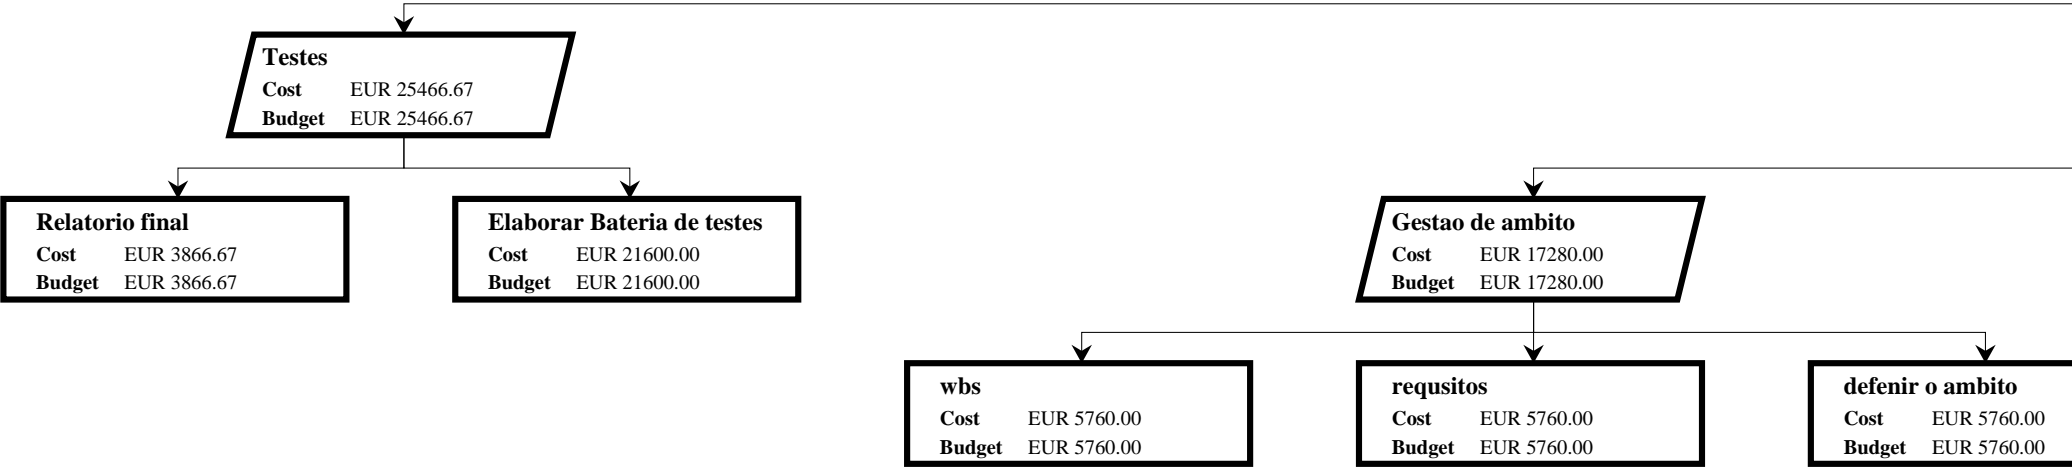 Testes
Cost EUR 25466.67
Budget EUR 25466.67
Relatorio final
Cost EUR 3866.67
Budget EUR 3866.67
Elaborar Bateria de testes
Cost EUR 21600.00
Budget EUR 21600.00
Gestao de ambito
Cost EUR 17280.00
Budget EUR 17280.00
wbs
Cost EUR 5760.00
Budget EUR 5760.00
requsitos
Cost EUR 5760.00
Budget EUR 5760.00
defenir o ambito
Cost EUR 5760.00
Budget EUR 5760.00